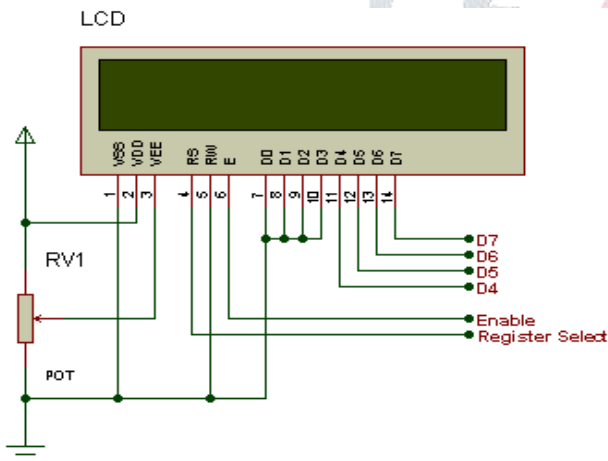 LCD
VSS VDD VEE RS RW E D0 D1 D2 D3 D4 D5 D6 D7
1 2 3 4 5 6 7 8 9 10 11 12 13 14
D7
D6
D5
D4
Enable
Register Select
RV1
POT